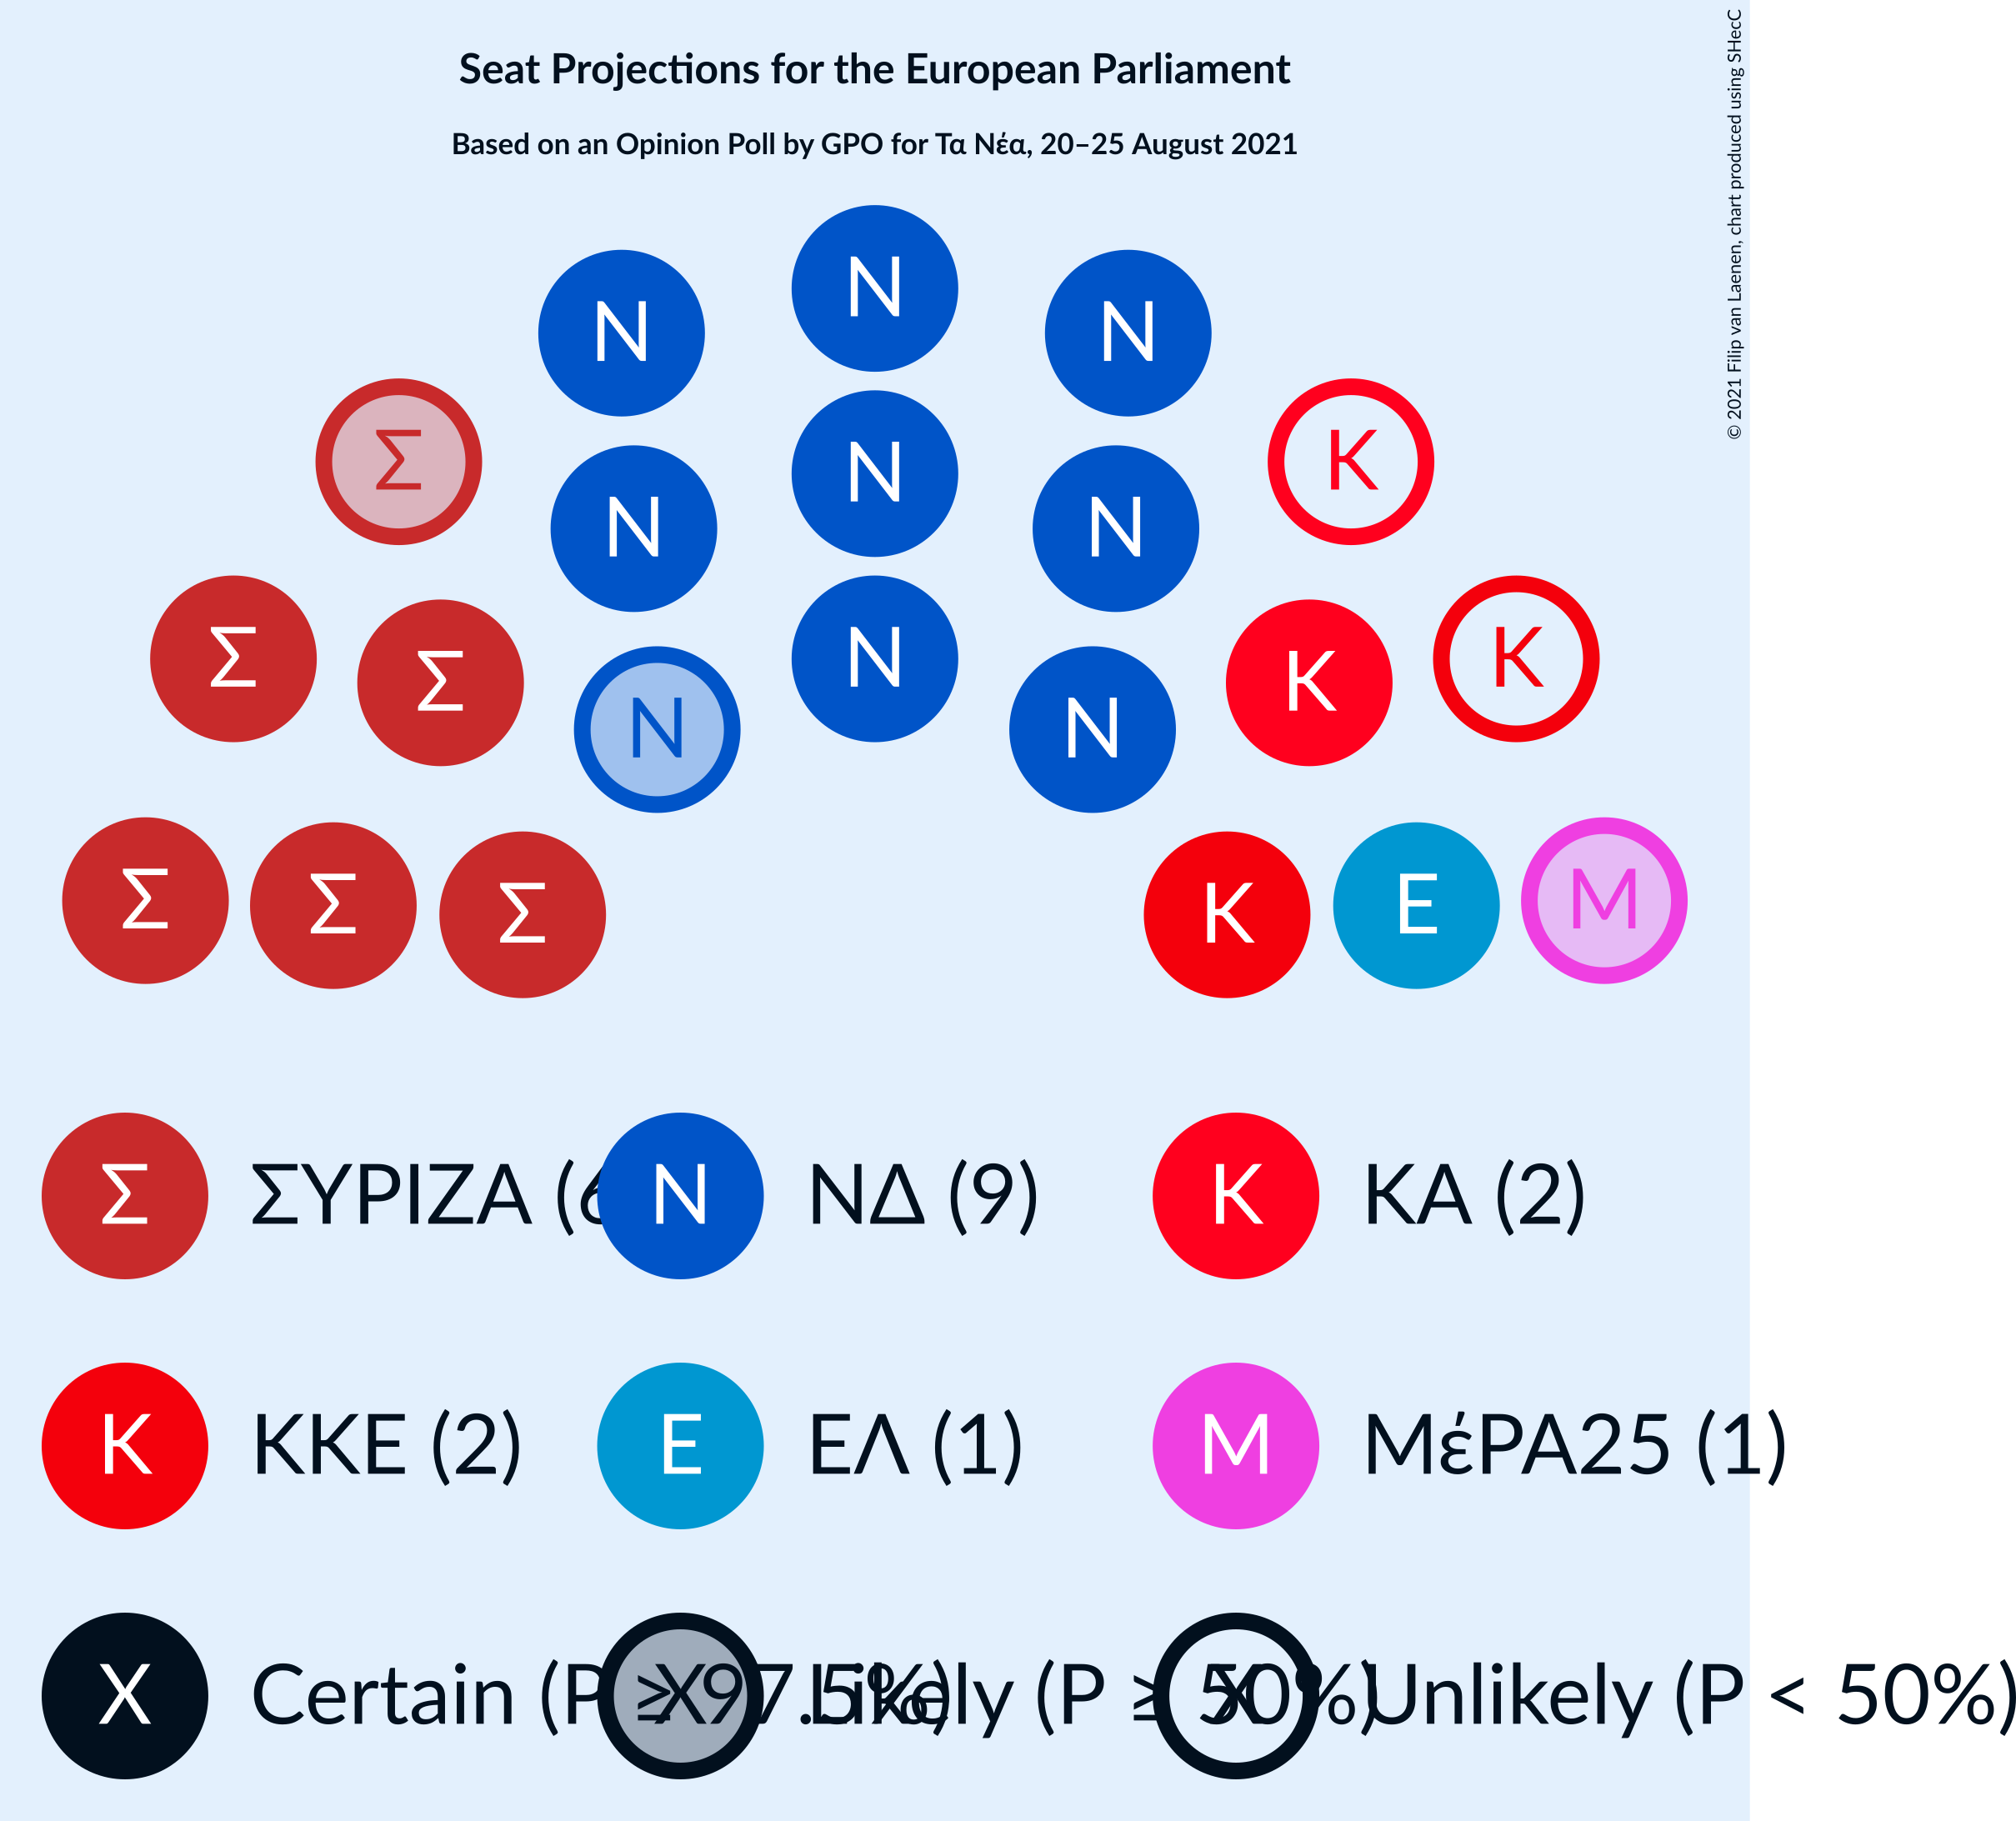 Seat Projections for the European Parliament
Based on an Opinion Poll by GPO for Τα Νέα, 20–25 August 2021
© 2021 Filip van Laenen, chart produced using SHecC
N
N N
Σ N K
N N
Σ N K
Σ K
N N
Σ Σ Σ K E M
Σ ΣΥΡΙΖΑ (6 N ΝΔ (9) K ΚΑ (2)
K ΚΚΕ (2) E ΕΛ (1) M ΜέΡΑ25 (1)
X Certain (P ≥ 97.5%) X Likely (P ≥ 50%) X Unlikely (P < 50%)